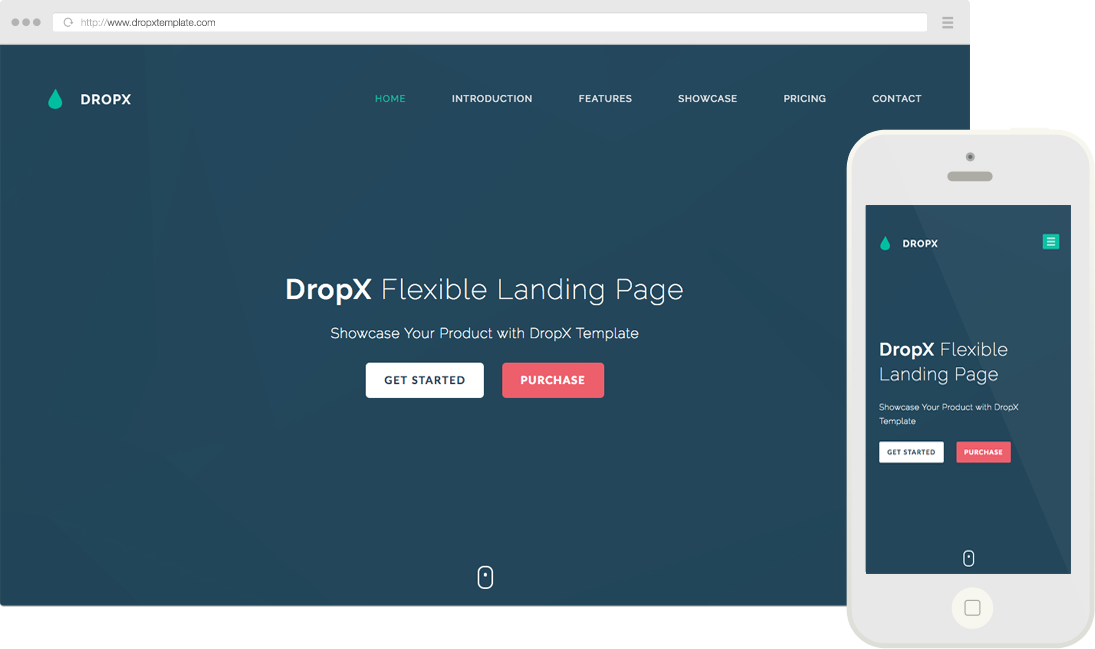 http://www.dropxtemplate.com
DROPX
HOME INTRODUCTION FEATURES SHOWCASE PRICING CONTACT
DropX Flexible Landing Page
Showcase Your Product with DropX Template
GET STARTED PURCHASE
DROPX
DropX Flexible
Landing Page
Showcase Your Product with DropX
Template
GET STARTED PURCHASE